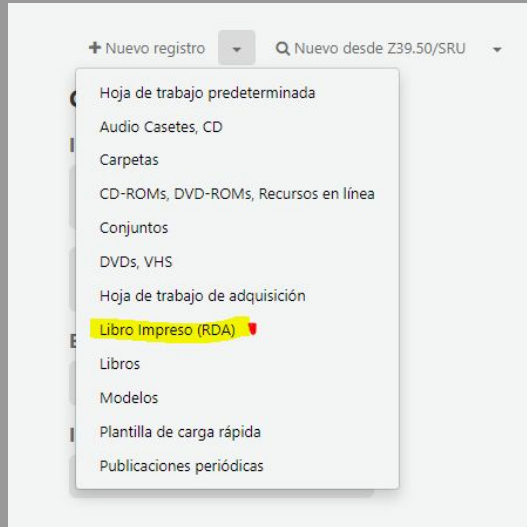 Nuevo registro
Nuevo desde Z39.50/SRU
Hoja de trabajo predeterminada
Audio Casetes, CD
Carpetas
CD-ROMs, DVD-ROMs, Recursos en línea
Conjuntos
DVDs, VHS
Hoja de trabajo de adquisición
Libro Impreso (RDA)
Libros
Modelos
Plantilla de carga rápida
Publicaciones periódicas